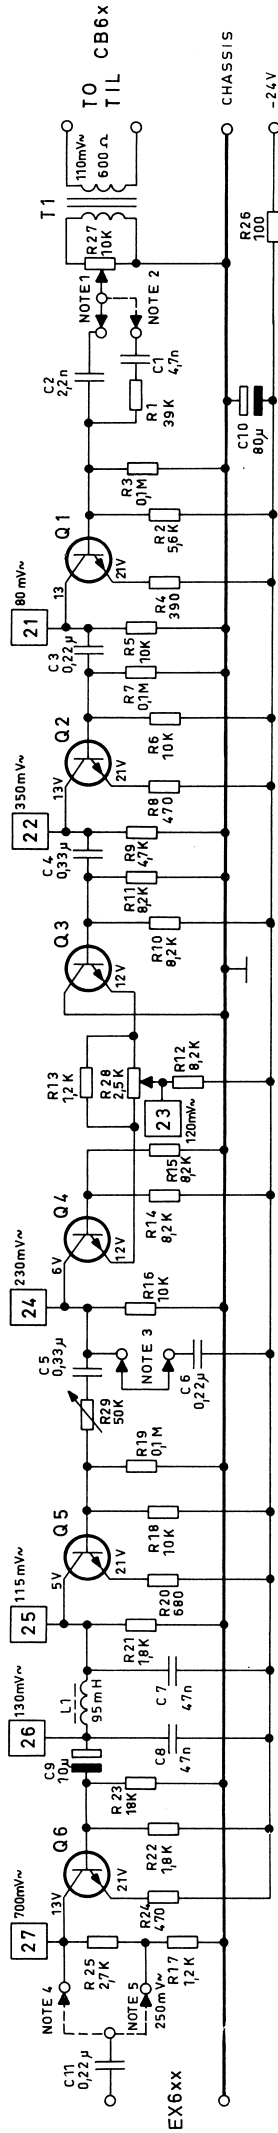 TO CB6x
TIL
CHASSIS
-24V
110mV~
600Ω
T1
R27
10K
R26
100
NOTE 1
NOTE 2
C2
2,2n
C1
4,7n
R1
39K
C10
80µ
R3
0,1M
R2
5,6K
Q1
21V
13
R4
390
80 mV~
21
C3
0,22µ
R5
10K
R7
0,1M
R6
10K
Q2
21V
13V
R8
470
350mV~
22
C4
0,33µ
R9
4,7K
R11
8,2K
R10
8,2K
Q3
12V
R13
1,2K
R28
2,5K
23
120mV~
R12
8,2K
R15
8,2K
R14
8,2K
Q4
12V
6V
230mV~
24
R16
10K
C5
0,33µ
NOTE 3
C6
0,22µ
R29
50K
R19
0,1M
R18
10K
Q5
21V
5V
R20
680
115mV~
25
R21
1,8K
C7
47n
L1
95mH
130mV~
26
C8
47n
C9
10µ
R23
18K
R22
1,8K
Q6
21V
13V
R24
470
700mV~
27
R25
2,7K
R17
1,2K
NOTE 4
NOTE 5
250mV~
C11
0,22µ
EX6xx